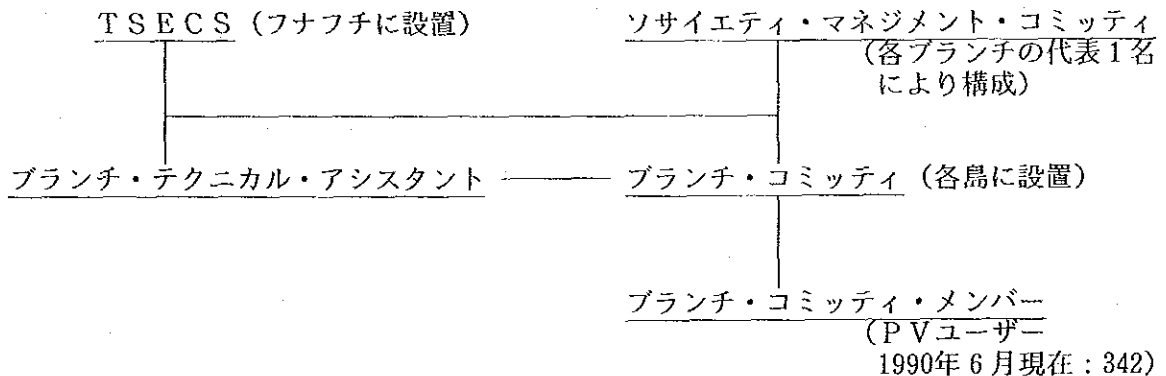 TSECS(フナフチに設置)
ソサイエティ・マネジメント・コミッティ
(各ブランチの代表1名
により構成)
ブランチ・テクニカル・アシスタント
ブランチ・コミッティ(各島に設置)
ブランチ・コミッティ・メンバー
(PVユーザー
1990年6月現在:342)